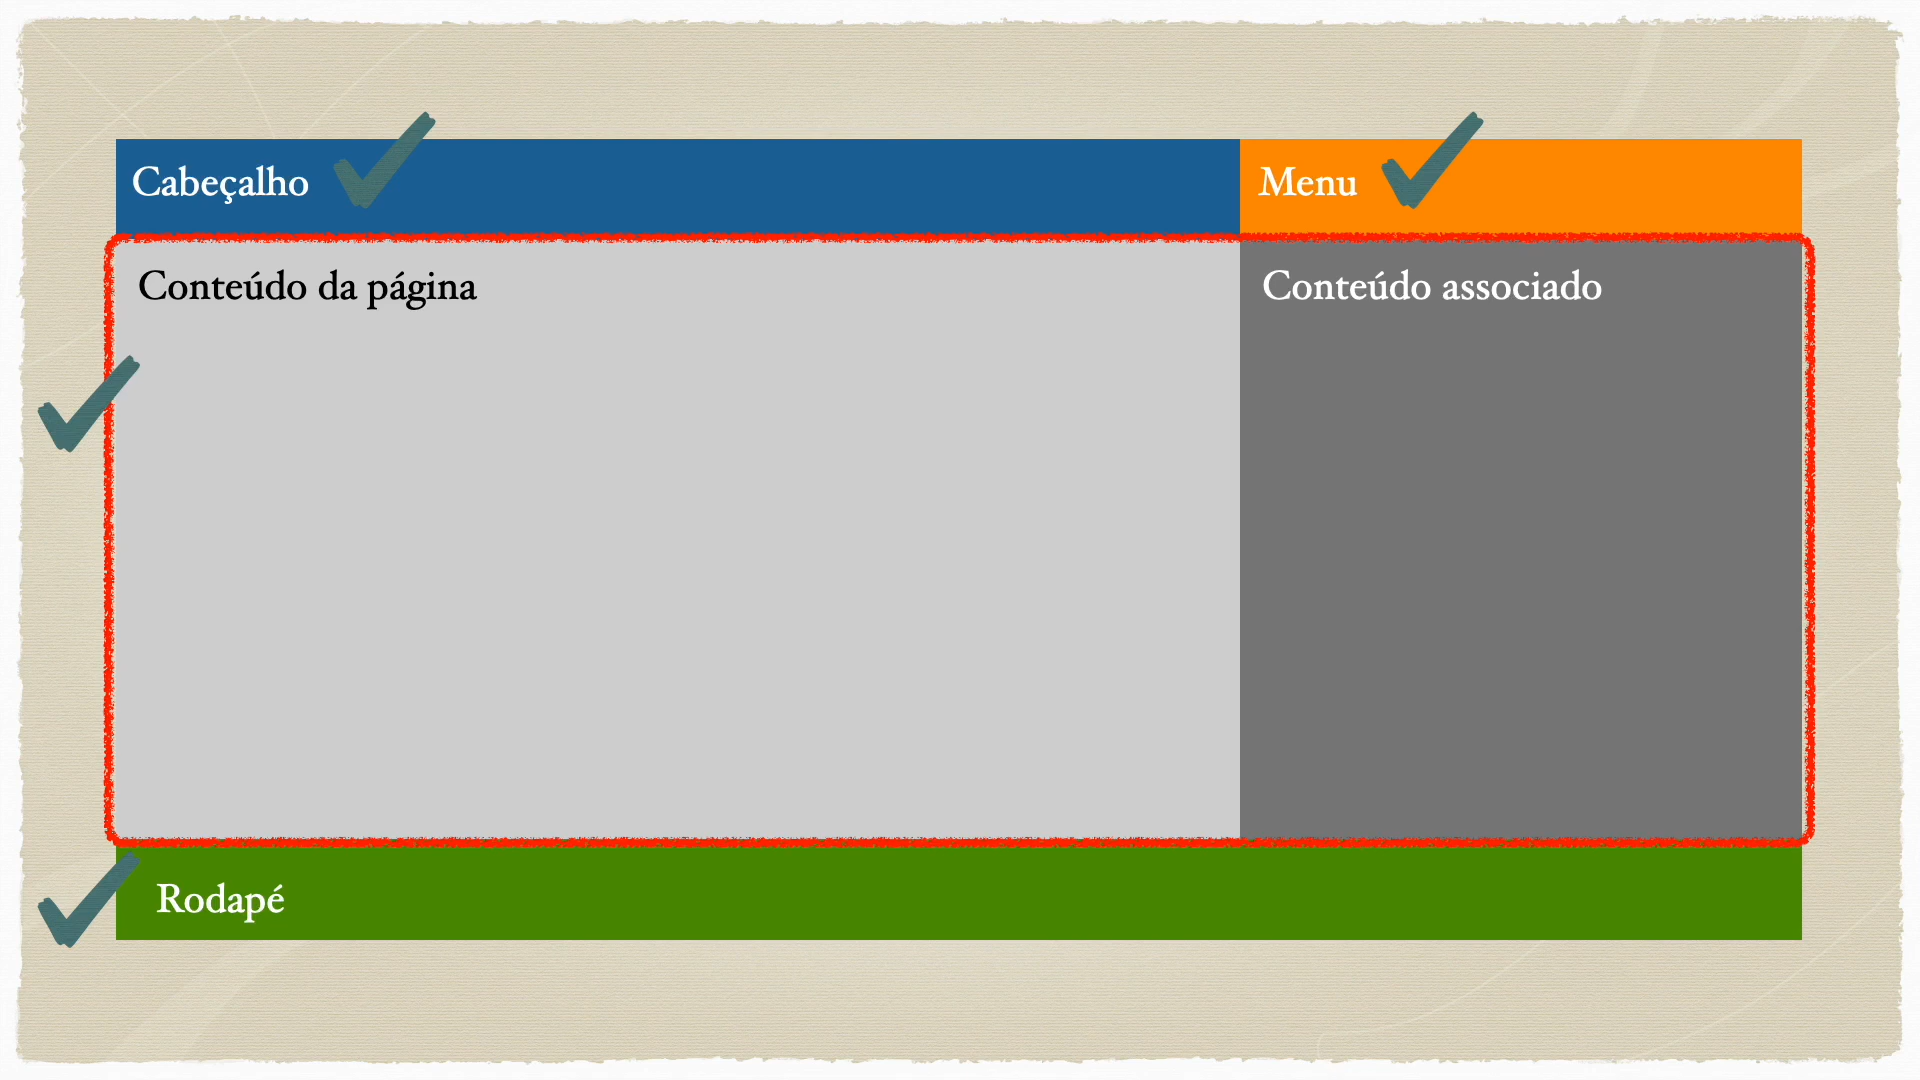 Cabeçalho
Menu
Conteúdo da página
Conteúdo associado
Rodapé